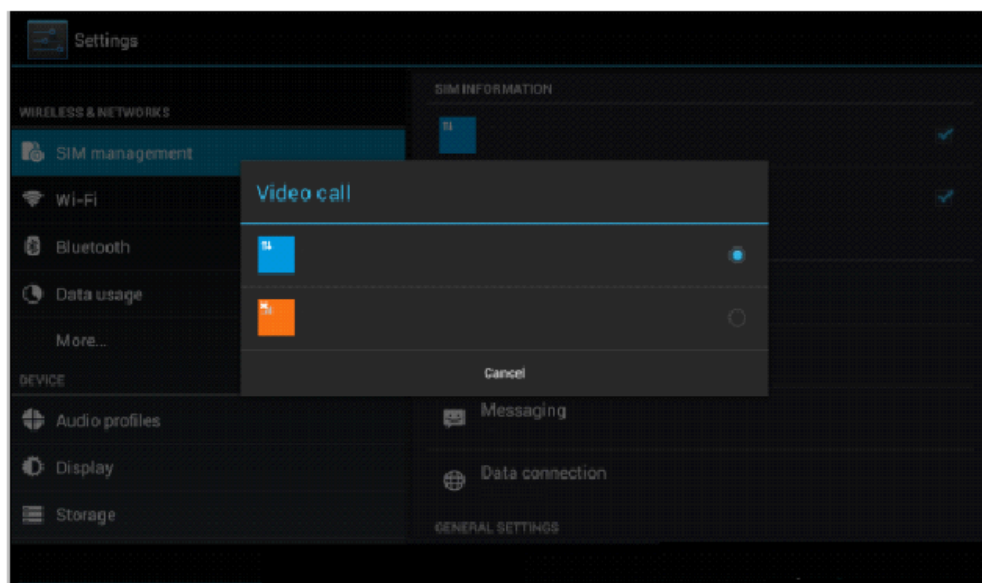 Settings
WIRELESS & NETWORKS
SIM management
Wi-Fi
Bluetooth
Data usage
More...
DEVICE
Audio profiles
Display
Storage
SIM INFORMATION
Video call
Cancel
Messaging
Data connection
GENERAL SETTINGS